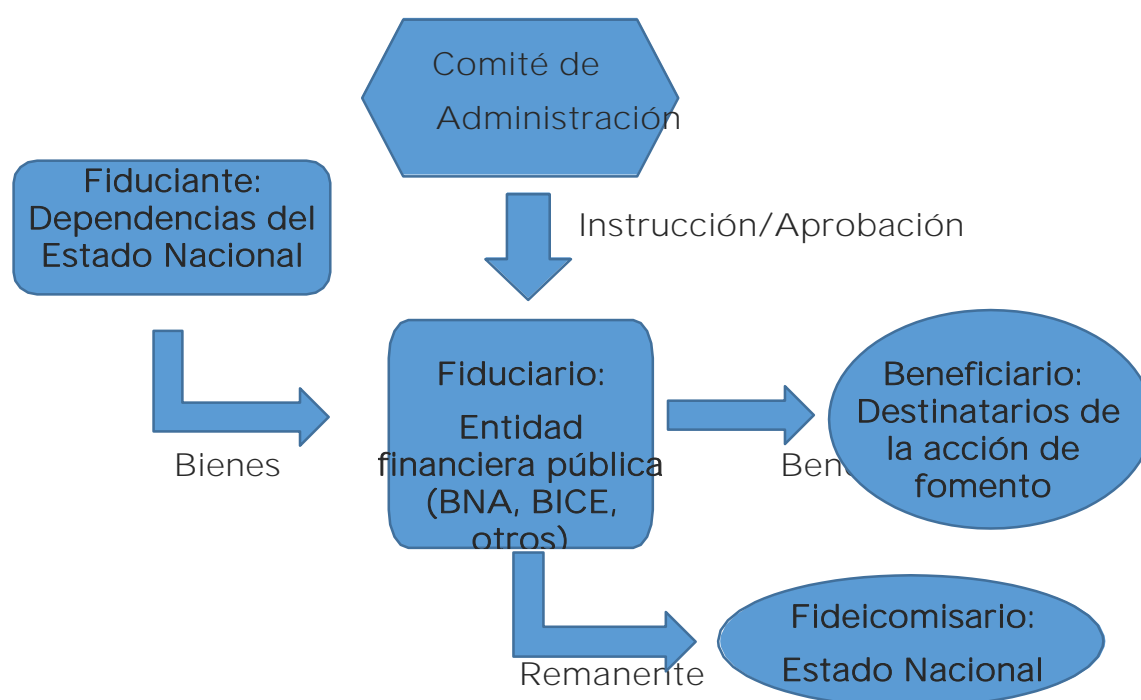 Comité de
Administración
Fiduciante:
Dependencias del
Estado Nacional
Instrucción/Aprobación
Fiduciario:
Entidad
financiera pública
(BNA, BICE,
otros)
Bienes
Beneficiario:
Destinatarios de
la acción de
fomento
Fideicomisario:
Estado Nacional
Remanente